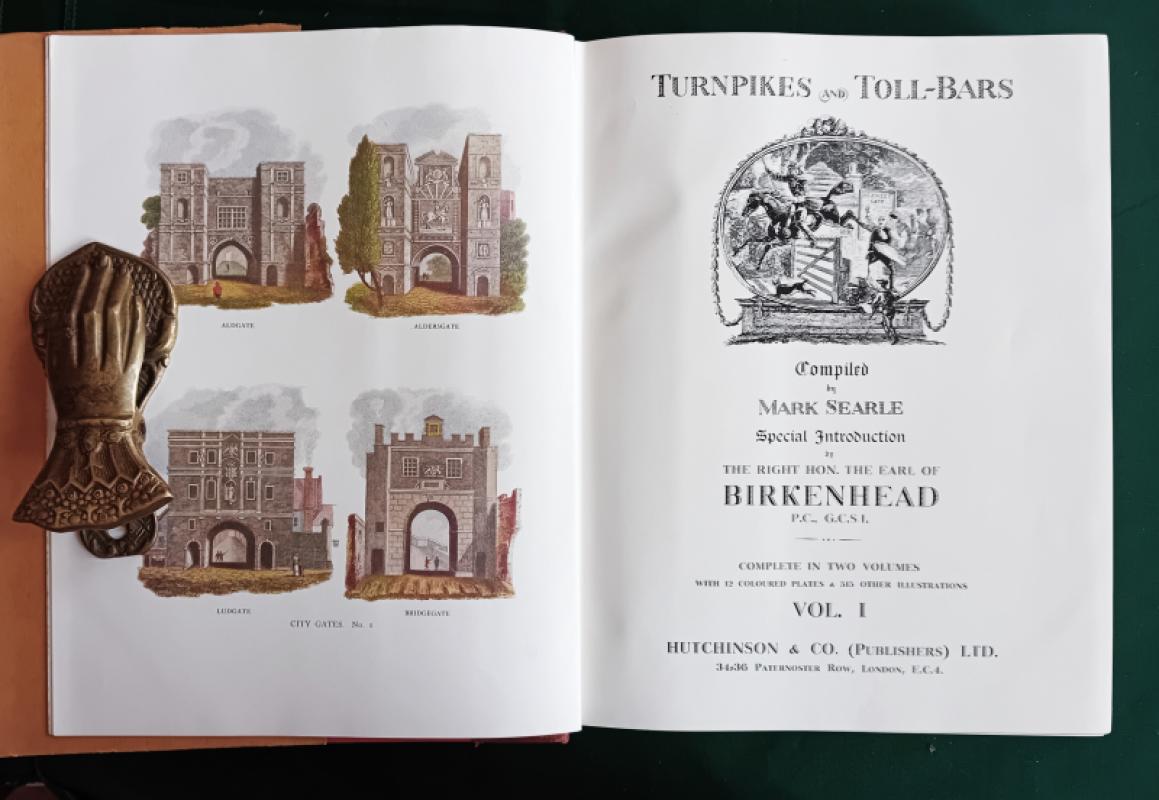 ALDGATE
ALDERSGATE
LUDGATE
BRIDGEGATE
CITY GATES. No. 1
TURNPIKES AND TOLL-BARS
Compiled
by
MARK SEARLE
Special Introduction
by
THE RIGHT HON. THE EARL OF
BIRKENHEAD
P.C., G.C.S I.
COMPLETE IN TWO VOLUMES
WITH 12 COLOURED PLATES & 515 OTHER ILLUSTRATIONS
VOL. I
HUTCHINSON & CO. (PUBLISHERS) LTD.
34-36 PATERNOSTER ROW, LONDON, E.C.4.